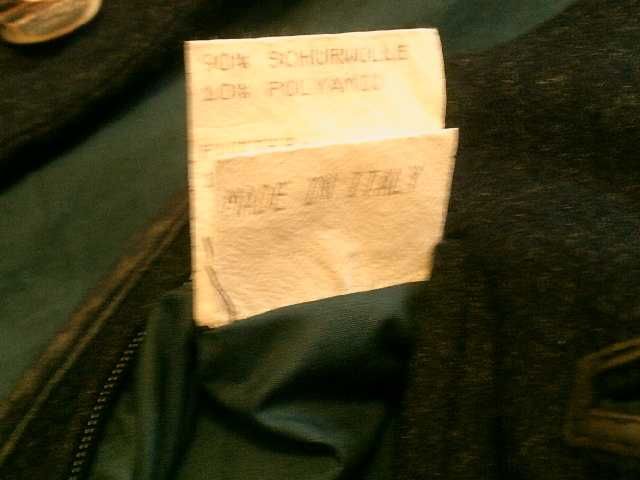 90% SCHURWOLLE
10% POLYAMID
MADE IN ITALY